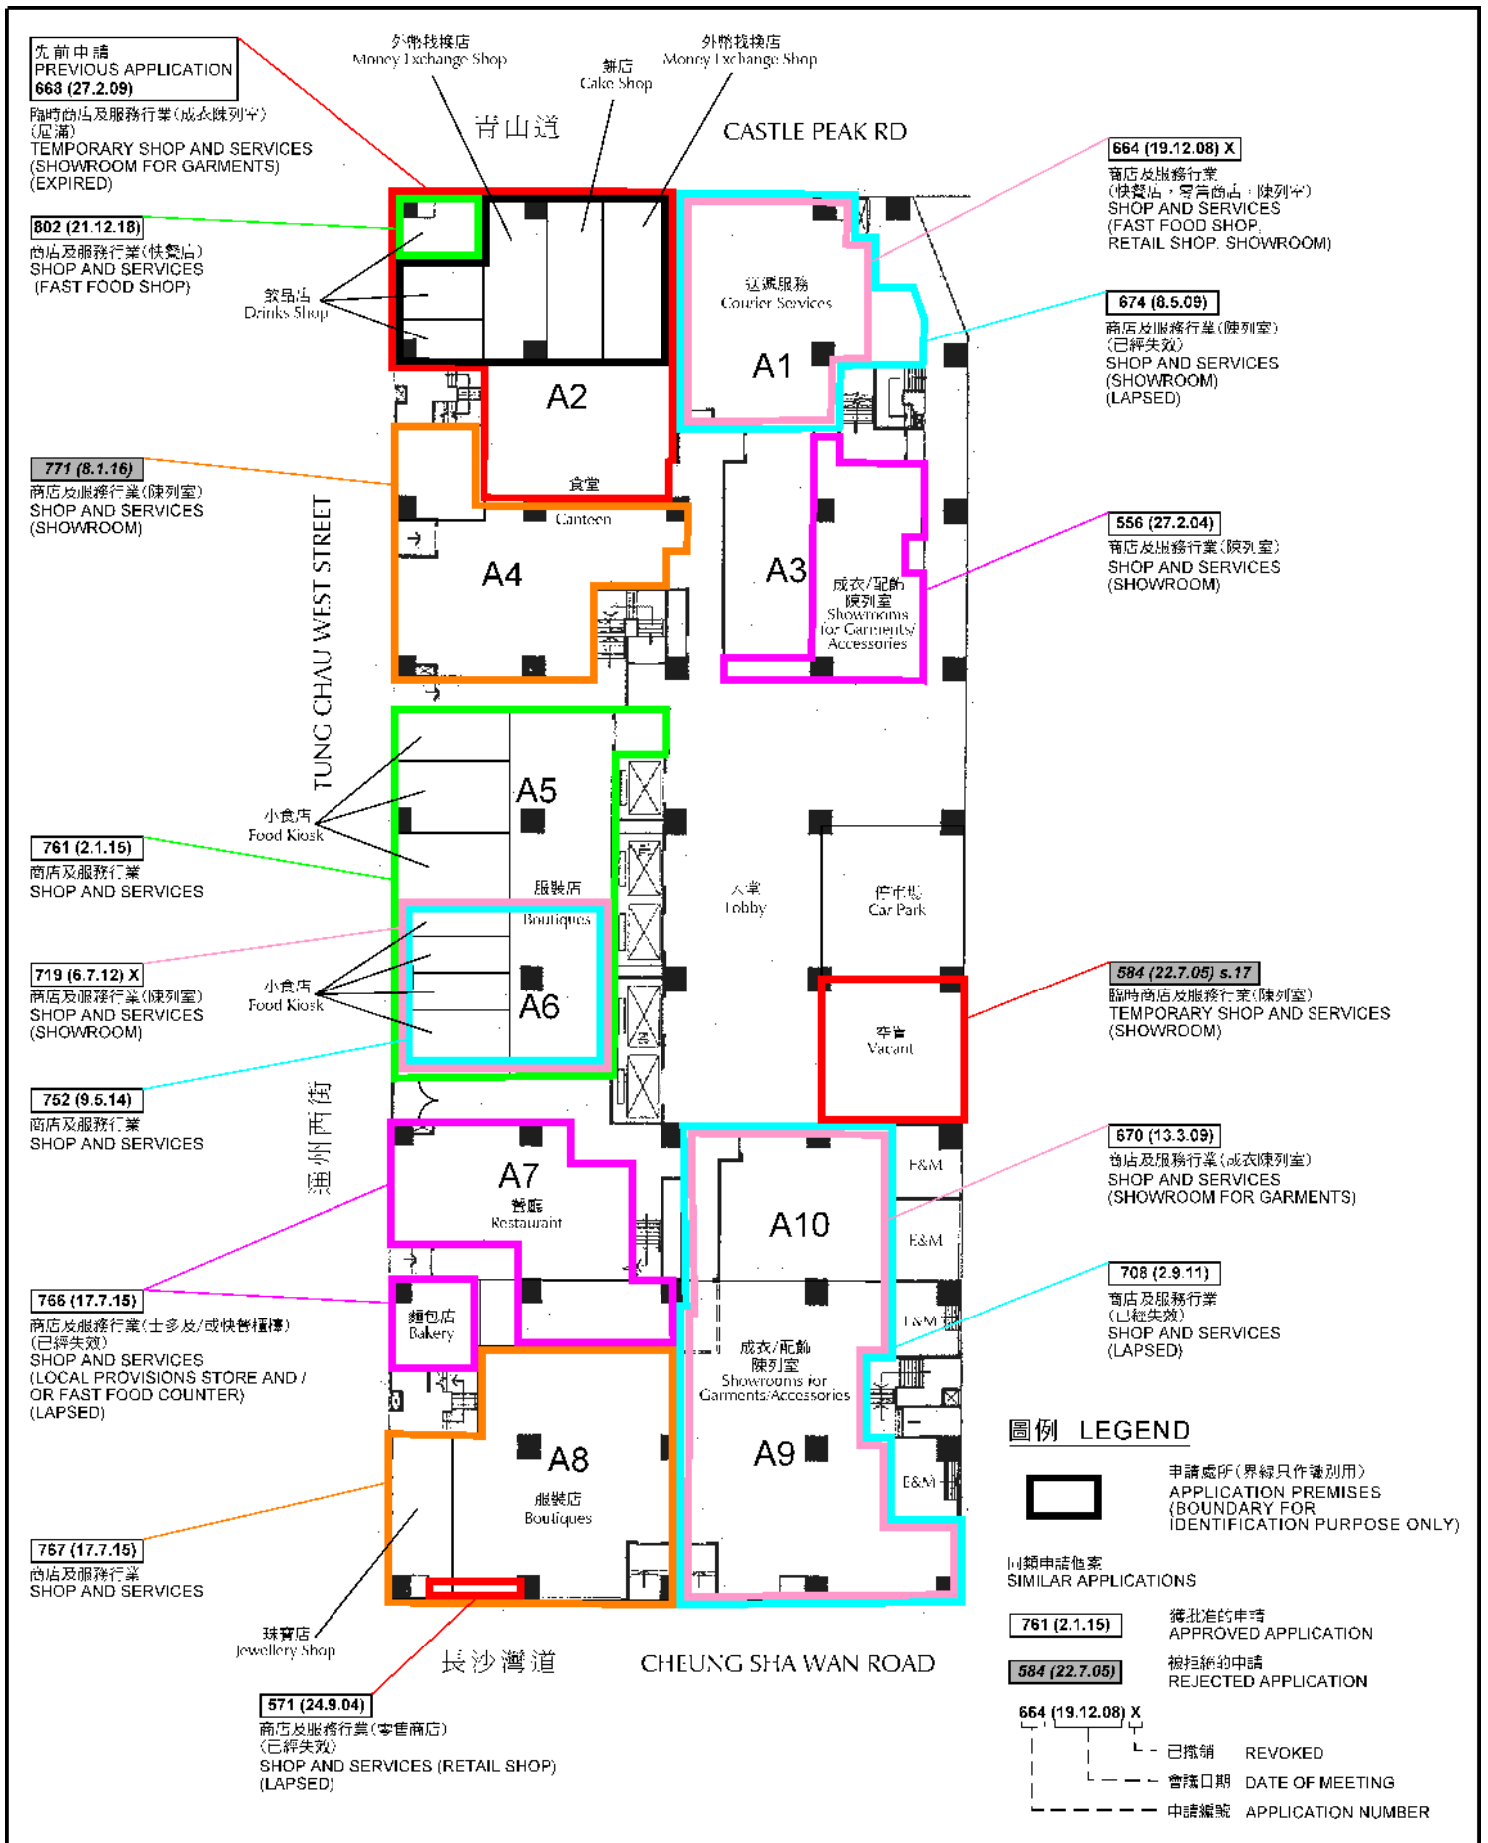 先前申請
PREVIOUS APPLICATION
663 (27.2.09)
臨時商店及服務行業(成衣陳列室)
(屆滿)
TEMPORARY SHOP AND SERVICES
(SHOWROOM FOR GARMENTS)
(EXPIRED)
802 (21.12.18)
商店及服務行業(快餐店)
SHOP AND SERVICES
(FAST FOOD SHOP)
外幣找換店
Money Exchange Shop
餅店
Cake Shop
外幣找換店
Money Exchange Shop
青山道
CASTLE PEAK RD
664 (19.12.08) X
商店及服務行業
(快餐店，零售商店，陳列室)
SHOP AND SERVICES
(FAST FOOD SHOP,
RETAIL SHOP, SHOWROOM)
飲品店
Drinks Shop
送遞服務
Courier Services
A1
A2
674 (8.5.09)
商店及服務行業(陳列室)
(已經失效)
SHOP AND SERVICES
(SHOWROOM)
(LAPSED)
771 (8.1.16)
商店及服務行業(陳列室)
SHOP AND SERVICES
(SHOWROOM)
食堂
Canteen
A4
A3
成衣/配飾
陳列室
Showrooms
for Garments/
Accessories
556 (27.2.04)
商店及服務行業(陳列室)
SHOP AND SERVICES
(SHOWROOM)
TUNG CHAU WEST STREET
A5
小食店
Food Kiosk
761 (2.1.15)
商店及服務行業
SHOP AND SERVICES
服裝店
Boutiques
大堂
Lobby
停車場
Car Park
719 (6.7.12) X
商店及服務行業(陳列室)
SHOP AND SERVICES
(SHOWROOM)
小食店
Food Kiosk
A6
584 (22.7.05) s.17
臨時商店及服務行業(陳列室)
TEMPORARY SHOP AND SERVICES
(SHOWROOM)
空置
Vacant
752 (9.5.14)
商店及服務行業
SHOP AND SERVICES
通州西街
A7
餐廳
Restaurant
A10
E&M
E&M
E&M
E&M
670 (13.3.09)
商店及服務行業(成衣陳列室)
SHOP AND SERVICES
(SHOWROOM FOR GARMENTS)
708 (2.9.11)
商店及服務行業
(已經失效)
SHOP AND SERVICES
(LAPSED)
766 (17.7.15)
商店及服務行業(士多及/或快餐櫃檯)
(已經失效)
SHOP AND SERVICES
(LOCAL PROVISIONS STORE AND /
OR FAST FOOD COUNTER)
(LAPSED)
麵包店
Bakery
成衣/配飾
陳列室
Showrooms for
Garments/Accessories
A8
服裝店
Boutiques
A9
767 (17.7.15)
商店及服務行業
SHOP AND SERVICES
珠寶店
Jewellery Shop
長沙灣道
CHEUNG SHA WAN ROAD
571 (24.9.04)
商店及服務行業(零售商店)
(已經失效)
SHOP AND SERVICES (RETAIL SHOP)
(LAPSED)
圖例 LEGEND
申請處所(界線只作識別用)
APPLICATION PREMISES
(BOUNDARY FOR
IDENTIFICATION PURPOSE ONLY)
同類申請個案
SIMILAR APPLICATIONS
761 (2.1.15)
獲批准的申請
APPROVED APPLICATION
584 (22.7.05)
被拒絕的申請
REJECTED APPLICATION
664 (19.12.08) X
已撤銷 REVOKED
會議日期 DATE OF MEETING
申請編號 APPLICATION NUMBER